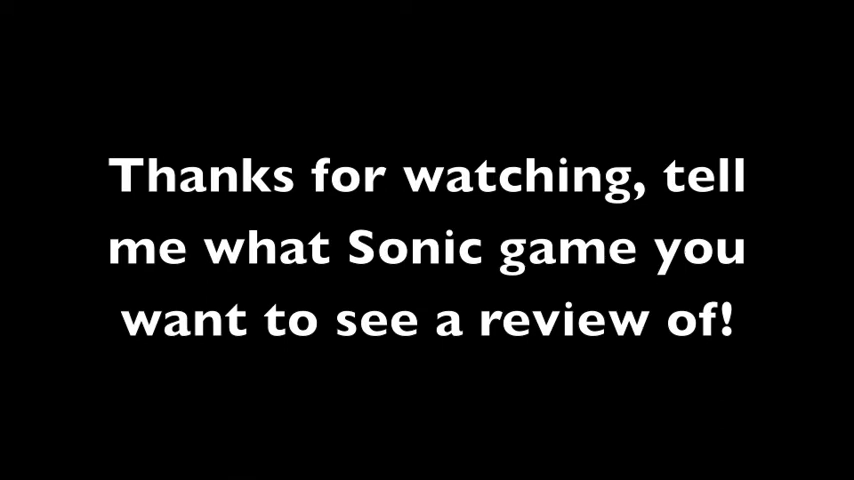 Thanks for watching, tell
me what Sonic game you
want to see a review of!